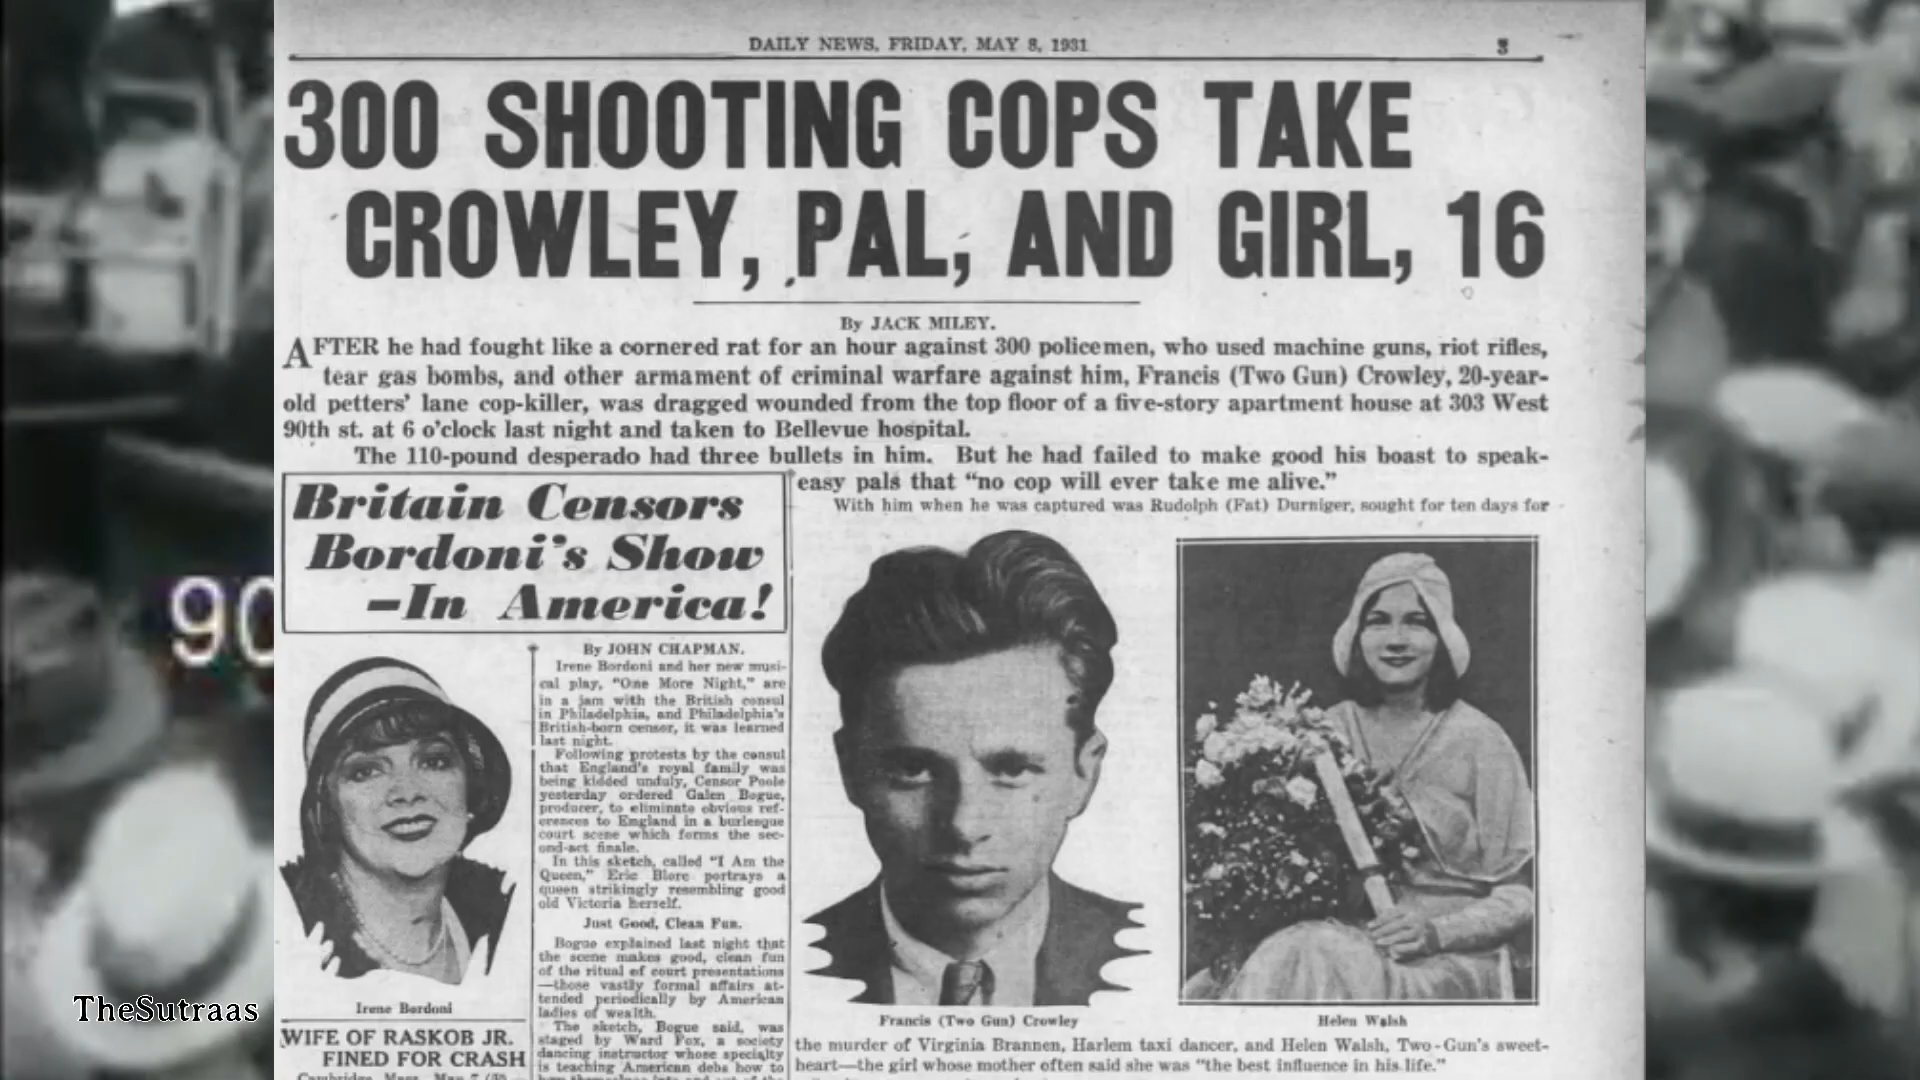 DAILY NEWS, FRIDAY, MAY 8, 1931
3
300 SHOOTING COPS TAKE
CROWLEY, PAL, AND GIRL, 16
By JACK MILEY.
AFTER he had fought like a cornered rat for an hour against 300 policemen, who used machine guns, riot rifles,
tear gas bombs, and other armament of criminal warfare against him, Francis (Two Gun) Crowley, 20-year-
old petters' lane cop-killer, was dragged wounded from the top floor of a five-story apartment house at 303 West
90th st. at 6 o'clock last night and taken to Bellevue hospital.
The 110-pound desperado had three bullets in him. But he had failed to make good his boast to speak-
easy pals that "no cop will ever take me alive."
With him when he was captured was Rudolph (Fat) Durniger, sought for ten days for
Britain Censors
Bordoni's Show
-In America!
By JOHN CHAPMAN.
Irene Bordoni and her new musi-
cal play, "One More Night," are
in a jam with the British consul
in Philadelphia, and Philadelphia's
British-born censor, it was learned
last night.
Following protests by the consul
that England's royal family was
being kidded unduly, Censor Poole
yesterday ordered Galen Bogue,
producer, to eliminate obvious ref-
erences to England in a burlesque
court scene which forms the sec-
ond-act finale.
In this sketch, called "I Am the
Queen," Eric Blore portrays a
queen strikingly resembling good
old Victoria herself.
Just Good, Clean Fun.
Bogue explained last night that
the scene makes good, clean fun
of the ritual of court presentations
—those vastly formal affairs at-
tended periodically by American
ladies of wealth.
The sketch, Bogue said, was
staged by Ward Fox, a society
dancing instructor whose specialty
is teaching American debs how to
Irene Bordoni
WIFE OF RASKOB JR.
FINED FOR CRASH
Francis (Two Gun) Crowley
Helen Walsh
the murder of Virginia Brannen, Harlem taxi dancer, and Helen Walsh, Two-Gun's sweet-
heart—the girl whose mother often said she was "the best influence in his life."
90
TheSutraas